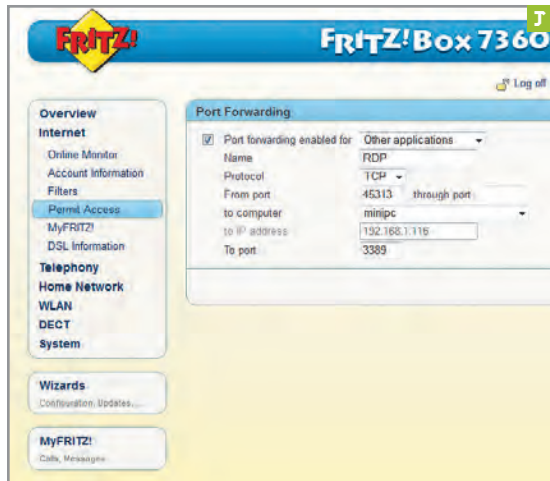 J
FRITZ!
FRITZ!Box 7360
Log off
Overview
Internet
Online Monitor
Account Information
Filters
Permit Access
MyFRITZ!
DSL Information
Telephony
Home Network
WLAN
DECT
System
Wizards
Configuration, Updates...
MyFRITZ!
Calls, Messages
Port Forwarding
Port forwarding enabled for Other applications
Name RDP
Protocol TCP
From port 45313 through port
to computer minipc
to IP address 192.168.1.116
To port 3389